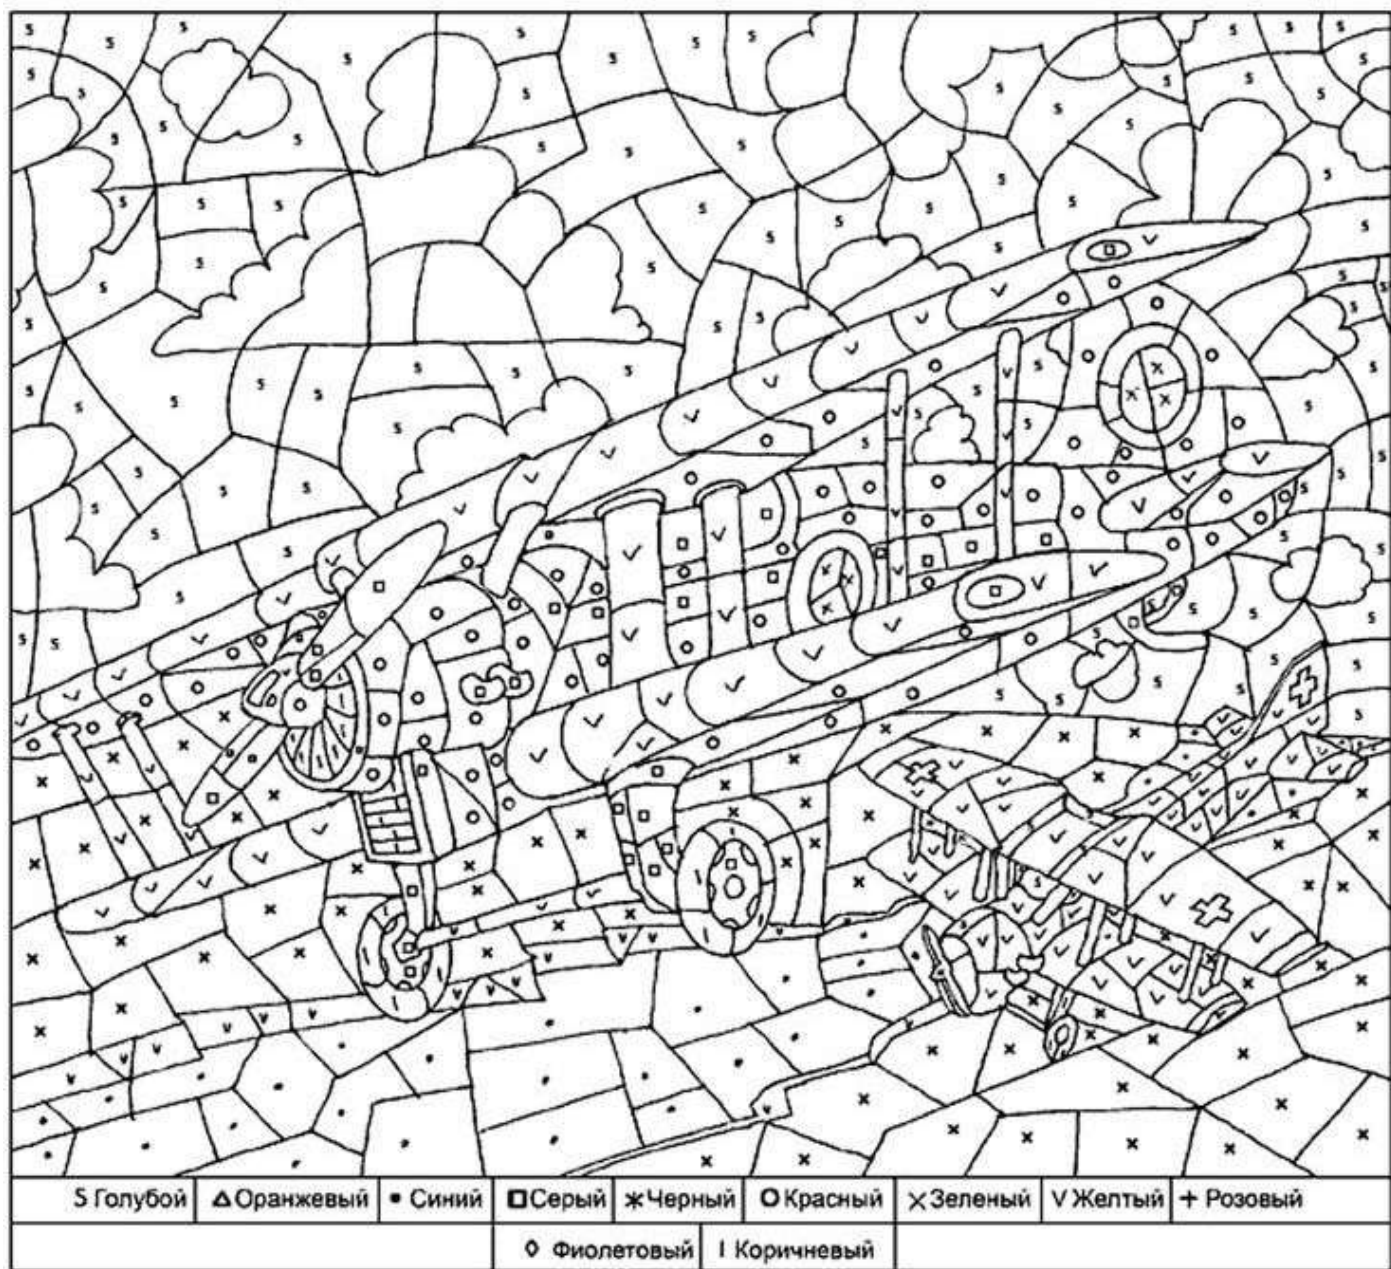 S Голубой △ Оранжевый • Синий □ Серый ✳ Черный ○ Красный × Зеленый V Желтый + Розовый
◊ Фиолетовый I Коричневый